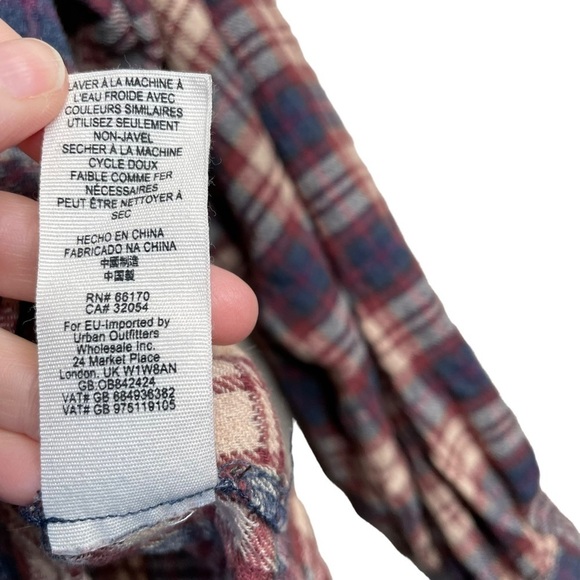 LAVER À LA MACHINE À
L'EAU FROIDE AVEC
COULEURS SIMILAIRES
UTILISEZ SEULEMENT
NON-JAVEL
SECHER À LA MACHINE
CYCLE DOUX
FAIBLE COMME FER
NÉCESSAIRES
PEUT ÊTRE NETTOYER À
SEC
HECHO EN CHINA
FABRICADO NA CHINA
中國制造
中国製
RN# 66170
CA# 32054
For EU-Imported by
Urban Outfitters
Wholesale Inc.
24 Market Place
London. UK W1W8AN
GB.OB842424
VAT# GB 684936382
VAT# GB 975119105